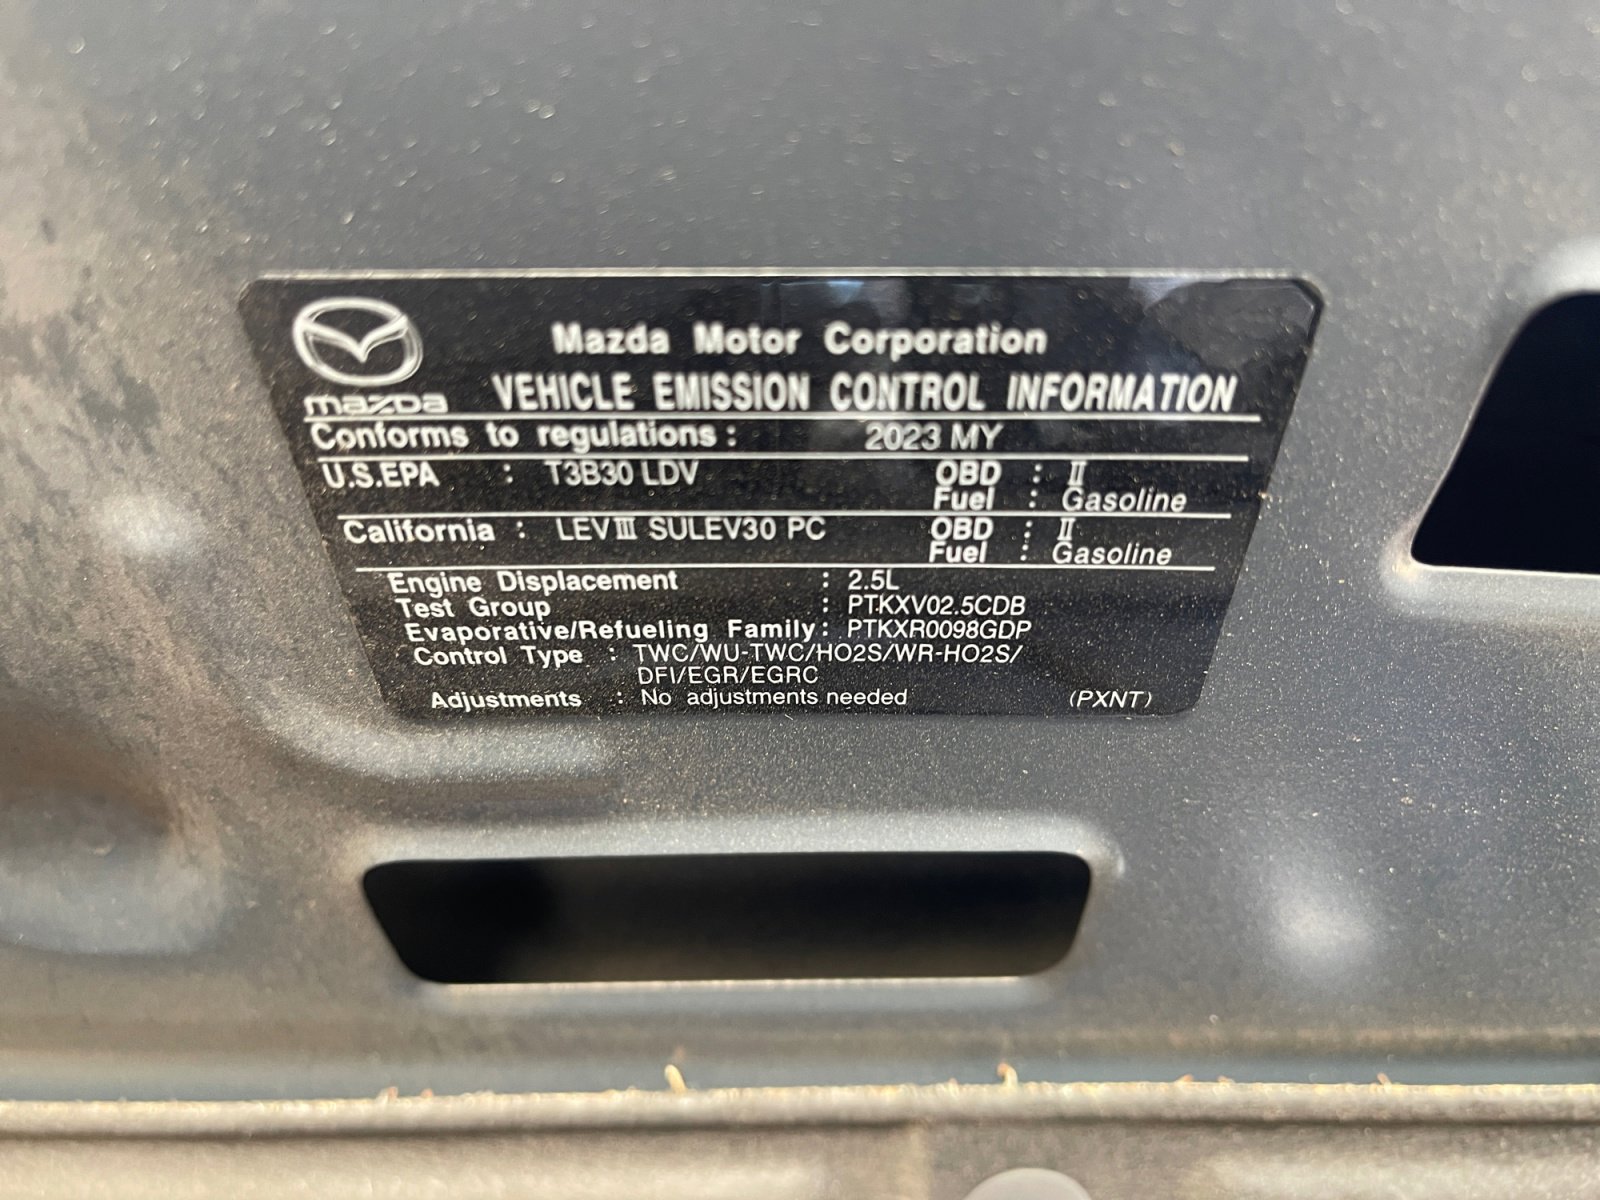 Mazda Motor Corporation
mazda VEHICLE EMISSION CONTROL INFORMATION
Conforms to regulations : 2023 MY
U.S.EPA : T3B30 LDV OBD : II
Fuel : Gasoline
California : LEVIII SULEV30 PC OBD : II
Fuel : Gasoline
Engine Displacement : 2.5L
Test Group : PTKXV02.5CDB
Evaporative/Refueling Family : PTKXR0098GDP
Control Type : TWC/WU-TWC/HO2S/WR-HO2S/
DFI/EGR/EGRC
Adjustments : No adjustments needed (PXNT)